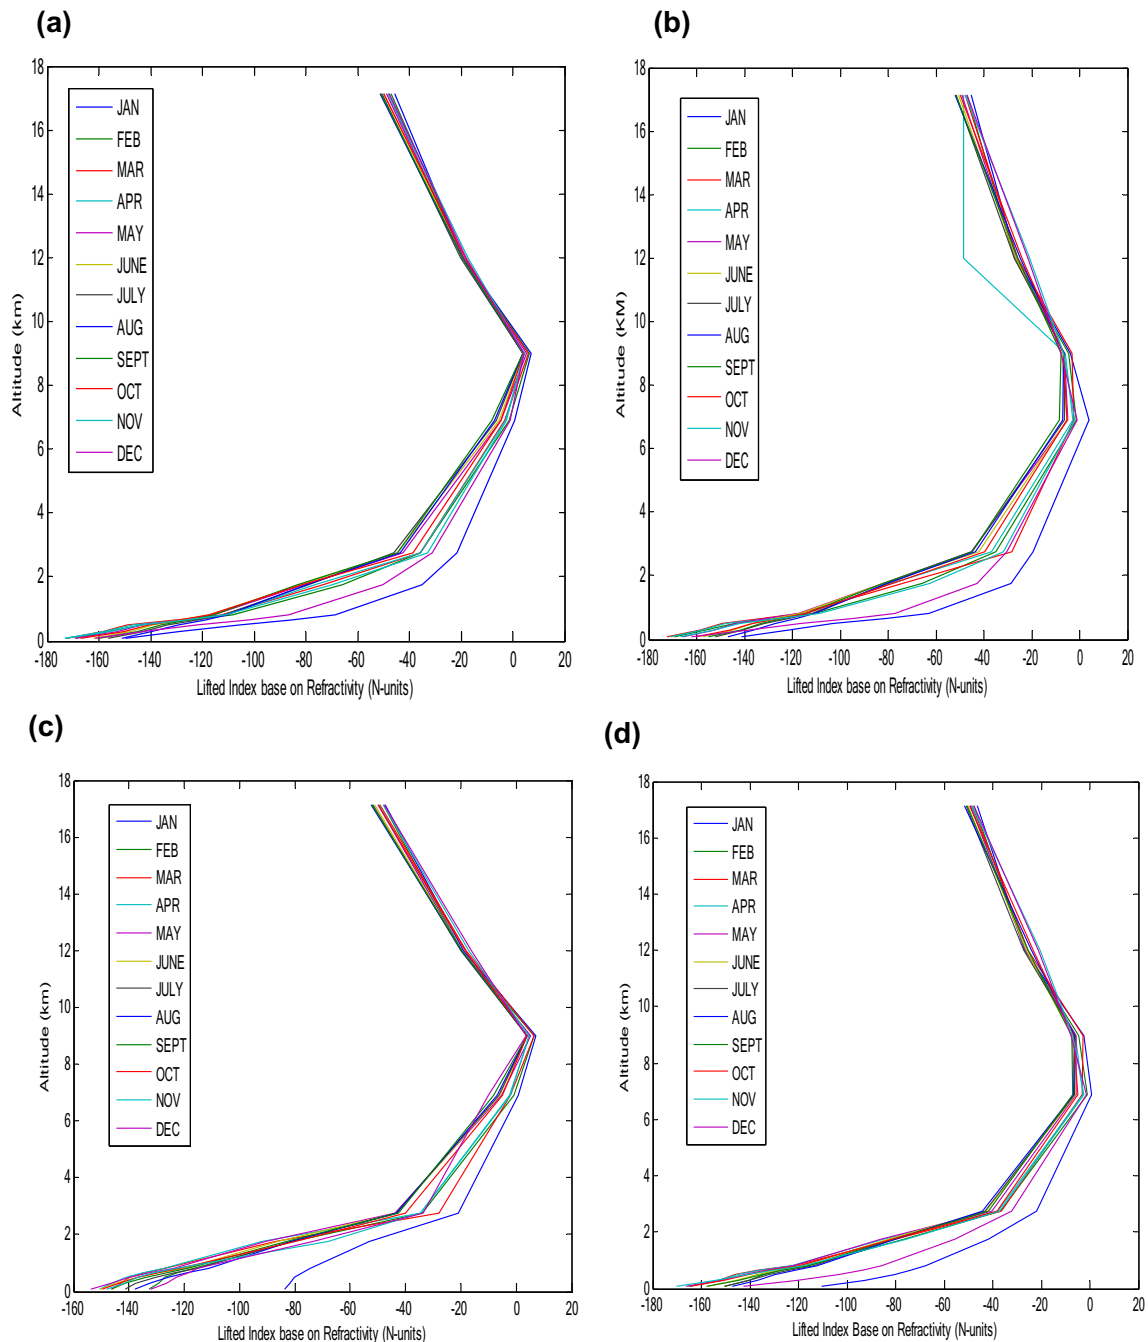 (a)
18
16
14
12
10
8
6
4
2
0
Altitude (km)
JAN
FEB
MAR
APR
MAY
JUNE
JULY
AUG
SEPT
OCT
NOV
DEC
-180 -160 -140 -120 -100 -80 -60 -40 -20 0 20
Lifted Index base on Refractivity (N-units)
(b)
18
16
14
12
10
8
6
4
2
0
Altitude (KM)
JAN
FEB
MAR
APR
MAY
JUNE
JULY
AUG
SEPT
OCT
NOV
DEC
-180 -160 -140 -120 -100 -80 -60 -40 -20 0 20
Lifted Index base on Refractivity (N-units)
(c)
18
16
14
12
10
8
6
4
2
0
Altitude (km)
JAN
FEB
MAR
APR
MAY
JUNE
JULY
AUG
SEPT
OCT
NOV
DEC
-160 -140 -120 -100 -80 -60 -40 -20 0 20
Lifted Index base on Refractivity (N-units)
(d)
18
16
14
12
10
8
6
4
2
0
Altitude (km)
JAN
FEB
MAR
APR
MAY
JUNE
JULY
AUG
SEPT
OCT
NOV
DEC
-180 -160 -140 -120 -100 -80 -60 -40 -20 0 20
Lifted Index base on Refractivity (N-units)